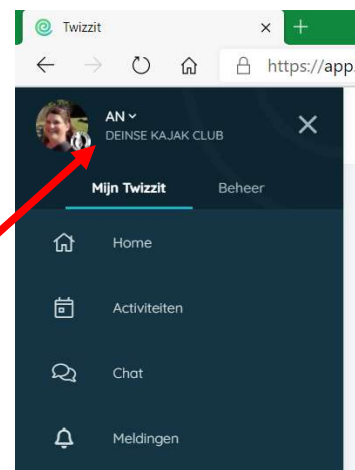 Twizzit
https://app.
AN
DEINSE KAJAK CLUB
Mijn Twizzit Beheer
Home
Activiteiten
Chat
Meldingen